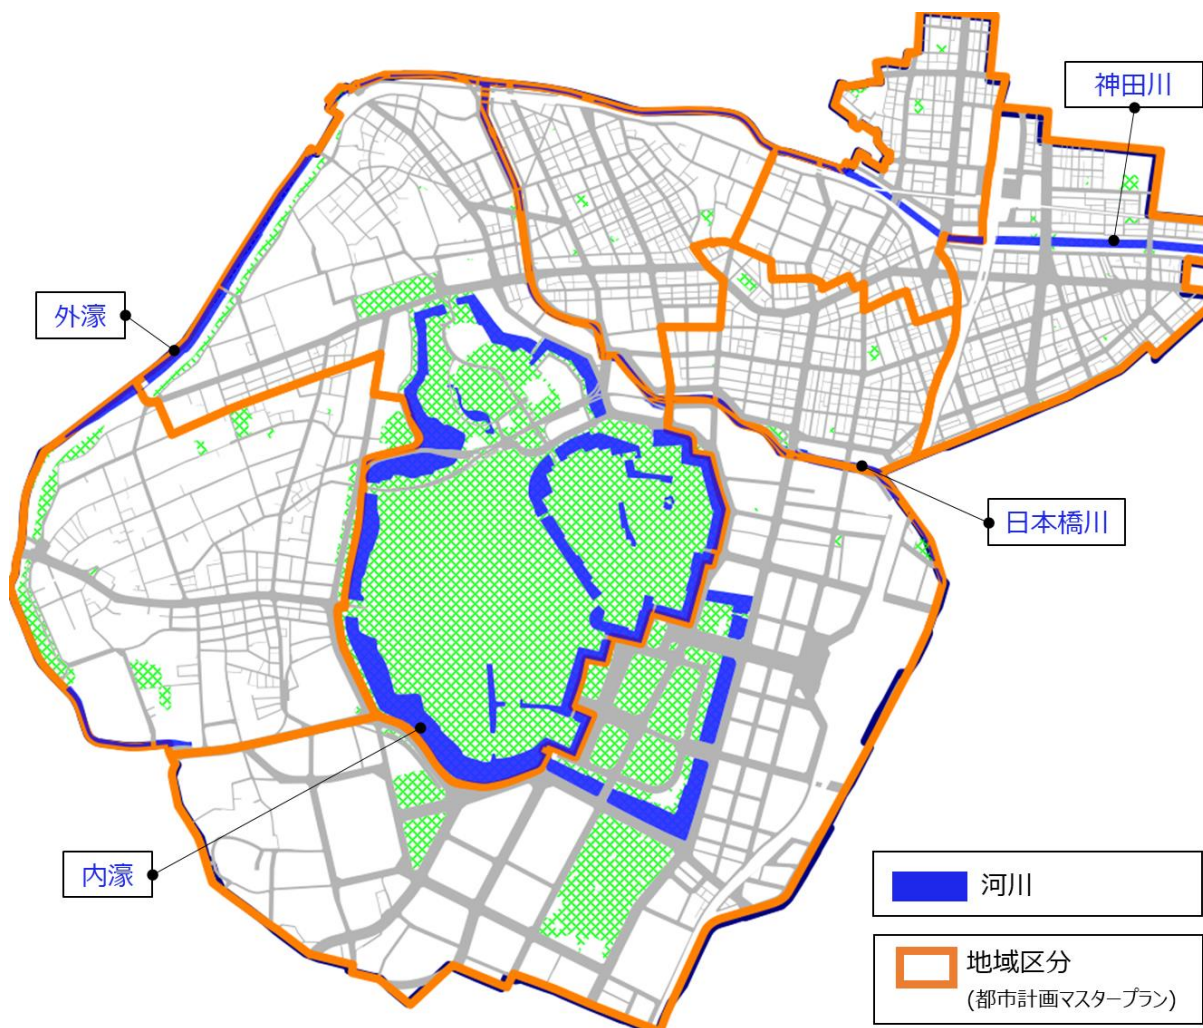 神田川
外濠
日本橋川
内濠
河川
地域区分
(都市計画マスタープラン)